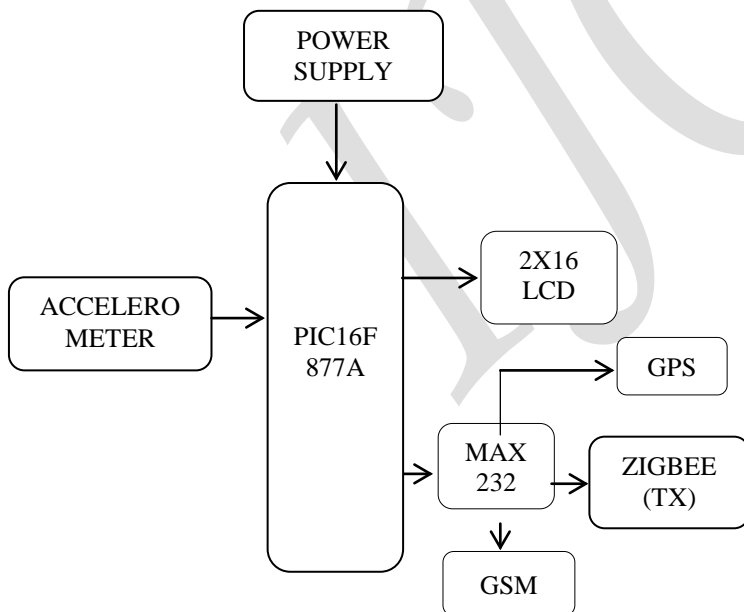 POWER
SUPPLY
ACCELERO
METER
PIC16F
877A
2X16
LCD
GPS
MAX
232
ZIGBEE
(TX)
GSM